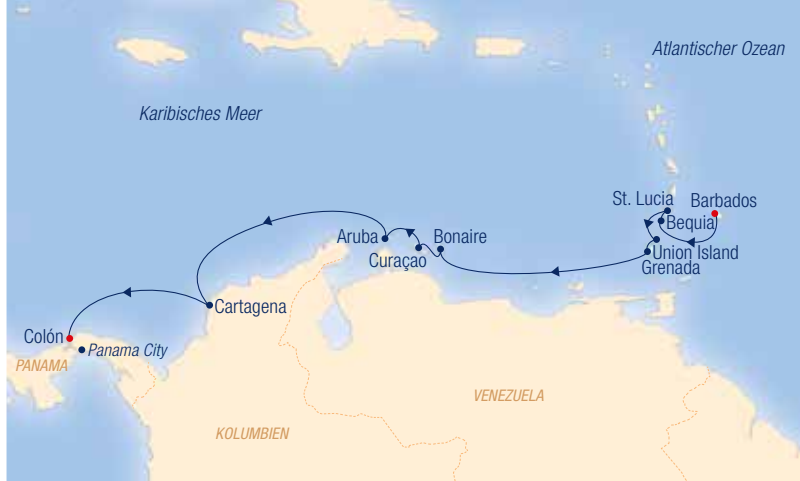 Atlantischer Ozean
Karibisches Meer
St. Lucia
Barbados
Bequia
Aruba
Bonaire
Curaçao
Union Island
Grenada
Cartagena
Colón
Panama City
PANAMA
VENEZUELA
KOLUMBIEN